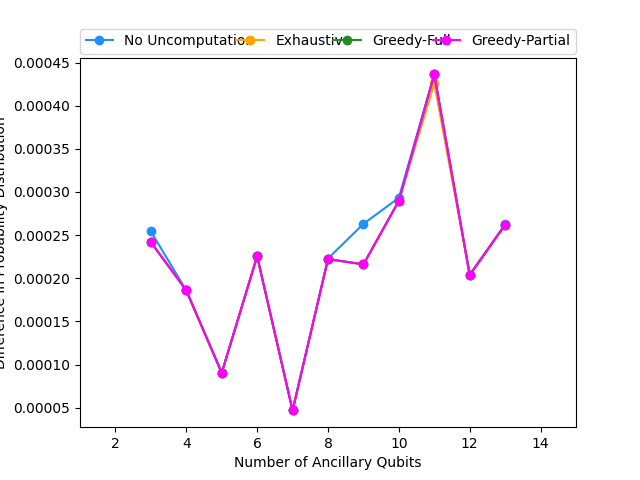 No Uncomputation Exhaustive Greedy-Full Greedy-Partial
0.00045
0.00040
0.00035
0.00030
0.00025
0.00020
0.00015
0.00010
0.00005
Difference in Probability Distribution
2 4 6 8 10 12 14
Number of Ancillary Qubits